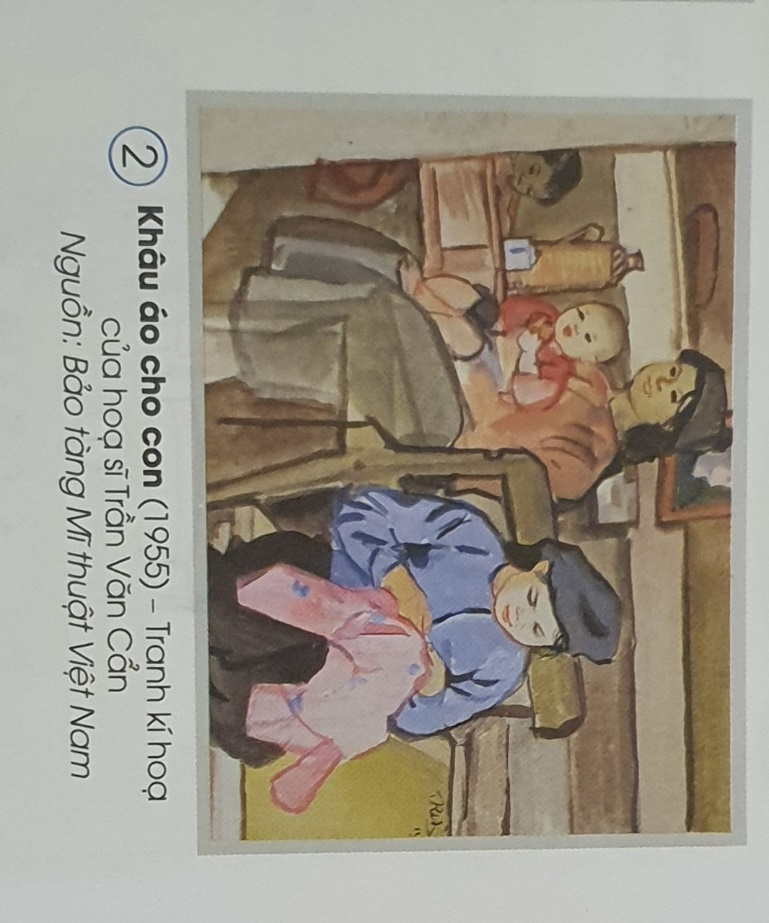 2 Khâu áo cho con (1955) – Tranh kí hoạ
của hoạ sĩ Trần Văn Cẩn
Nguồn: Bảo tàng Mĩ thuật Việt Nam